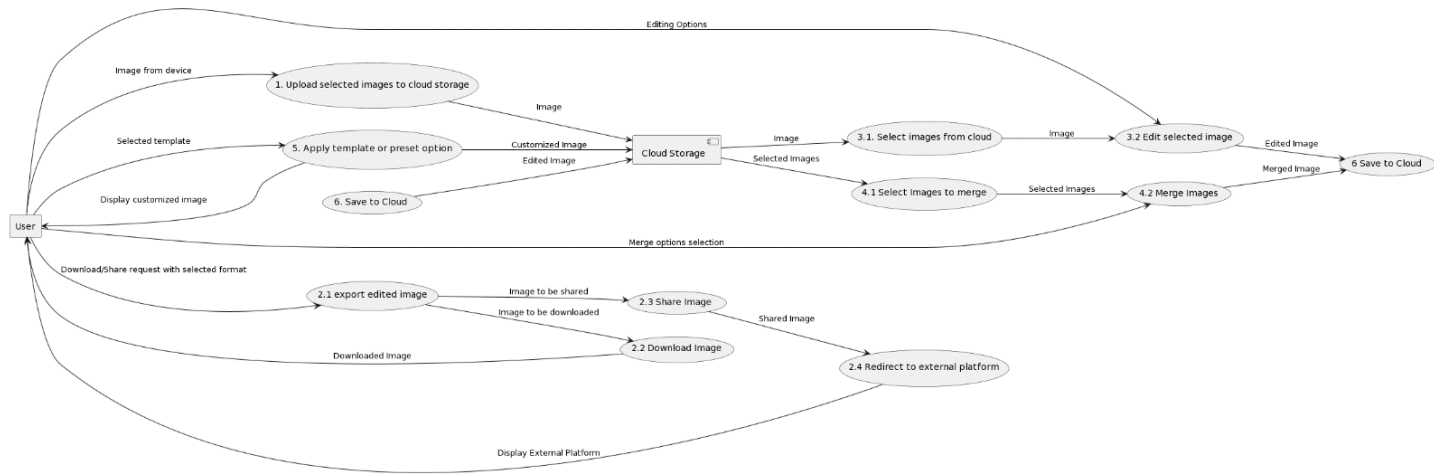 Editing Options
Image from device
1. Upload selected images to cloud storage
Image
Selected template
5. Apply template or preset option
Customized Image
Edited Image
Cloud Storage
Image
Selected Images
3.1. Select images from cloud
Image
3.2 Edit selected image
Edited Image
6 Save to Cloud
Merged Image
4.1 Select Images to merge
Selected Images
4.2 Merge Images
Display customized image
6. Save to Cloud
User
Merge options selection
Download/Share request with selected format
2.1 export edited image
Image to be shared
2.3 Share Image
Image to be downloaded
Shared Image
Downloaded Image
2.2 Download Image
2.4 Redirect to external platform
Display External Platform